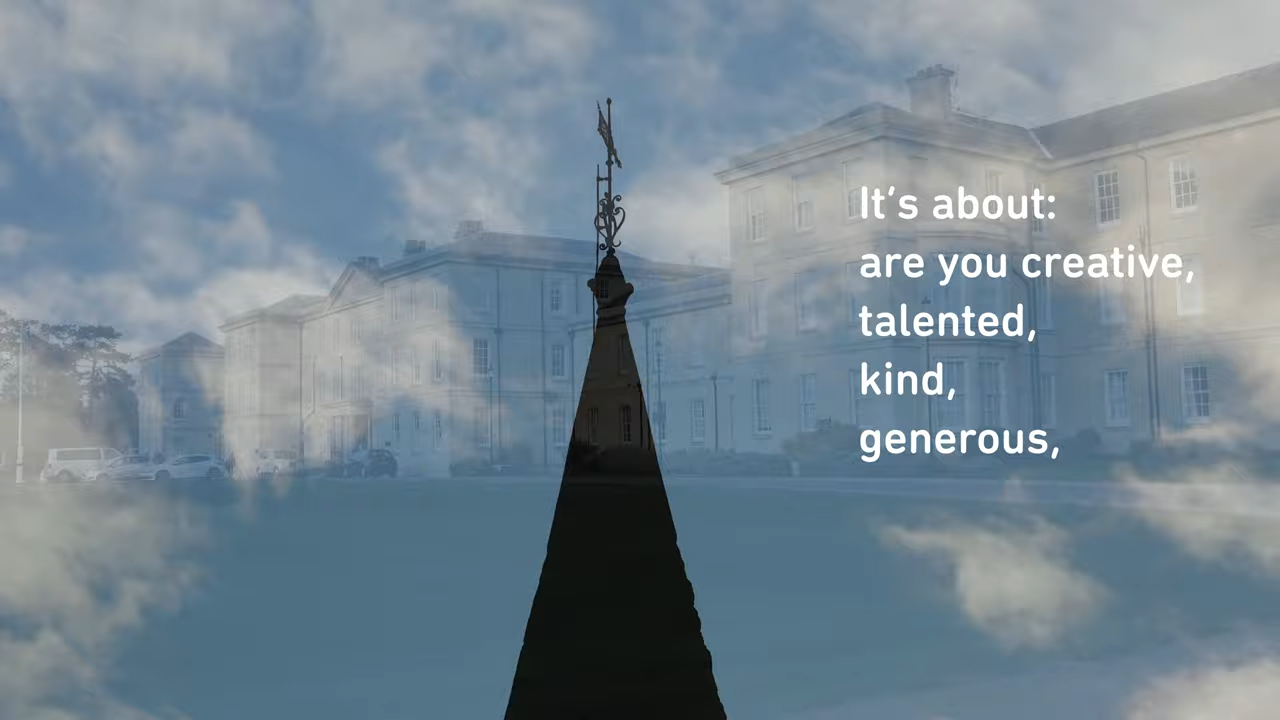 It's about:
are you creative,
talented,
kind,
generous,